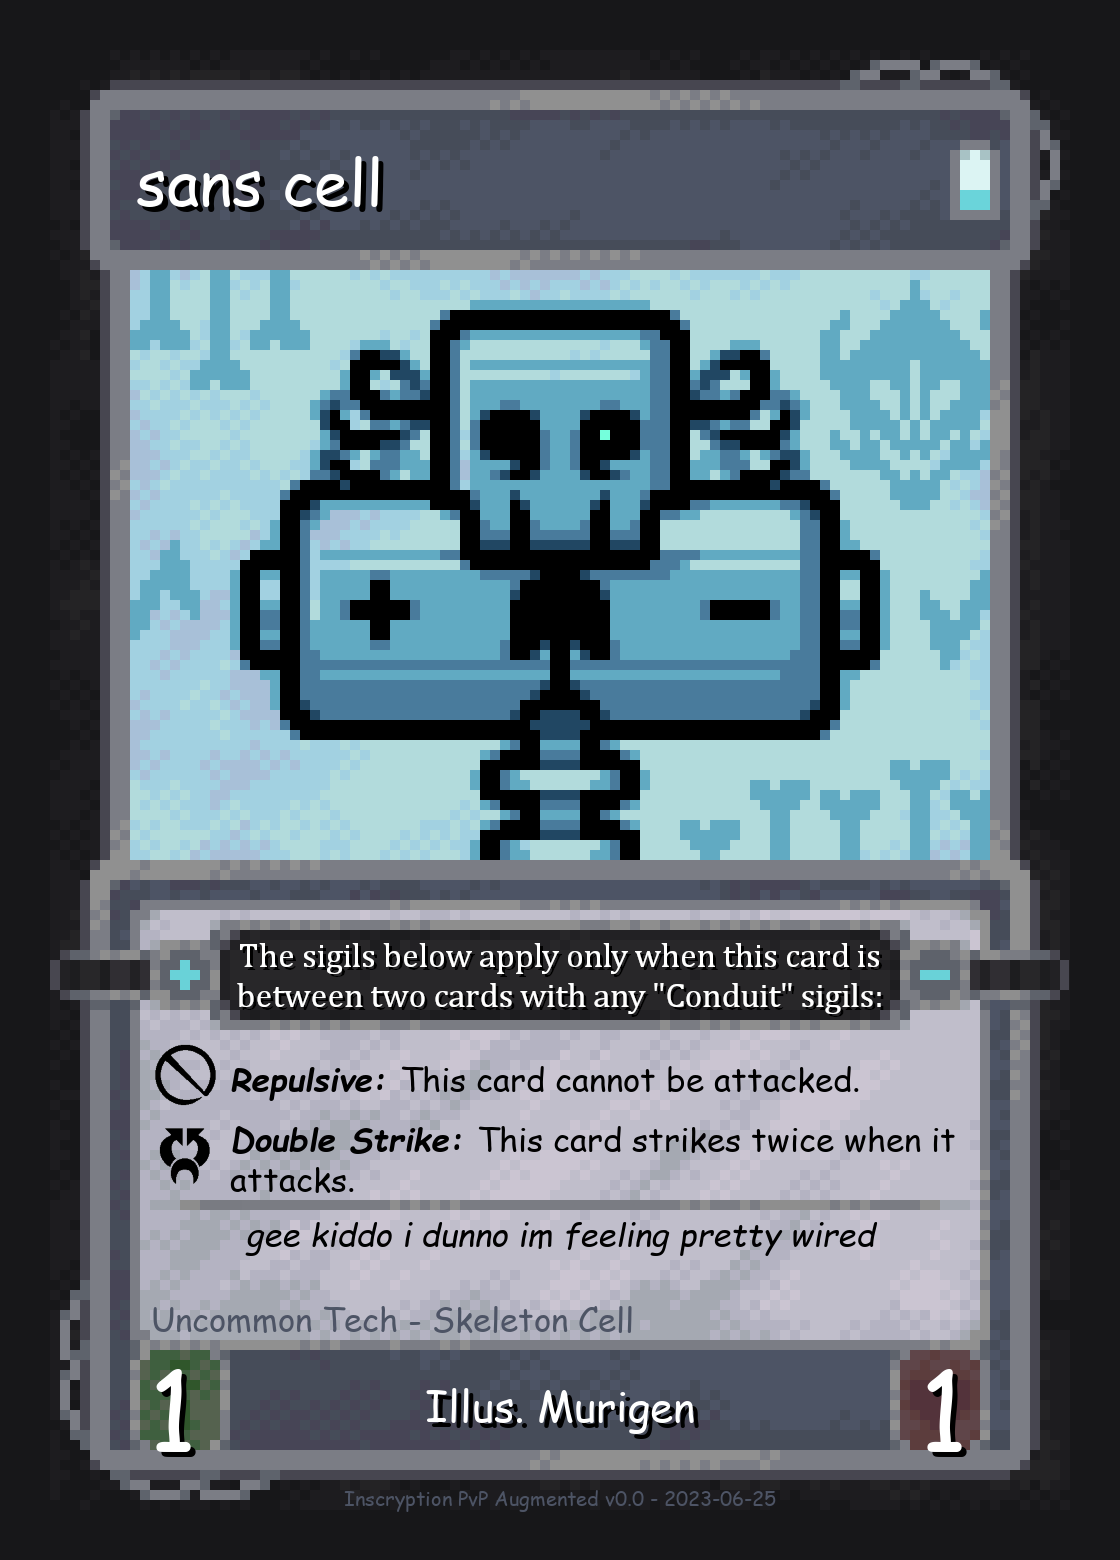 sans cell
The sigils below apply only when this card is
between two cards with any "Conduit" sigils:
Repulsive: This card cannot be attacked.
Double Strike: This card strikes twice when it
attacks.
gee kiddo i dunno im feeling pretty wired
Uncommon Tech - Skeleton Cell
1
Illus. Murigen
1
Inscryption PvP Augmented v0.0 - 2023-06-25